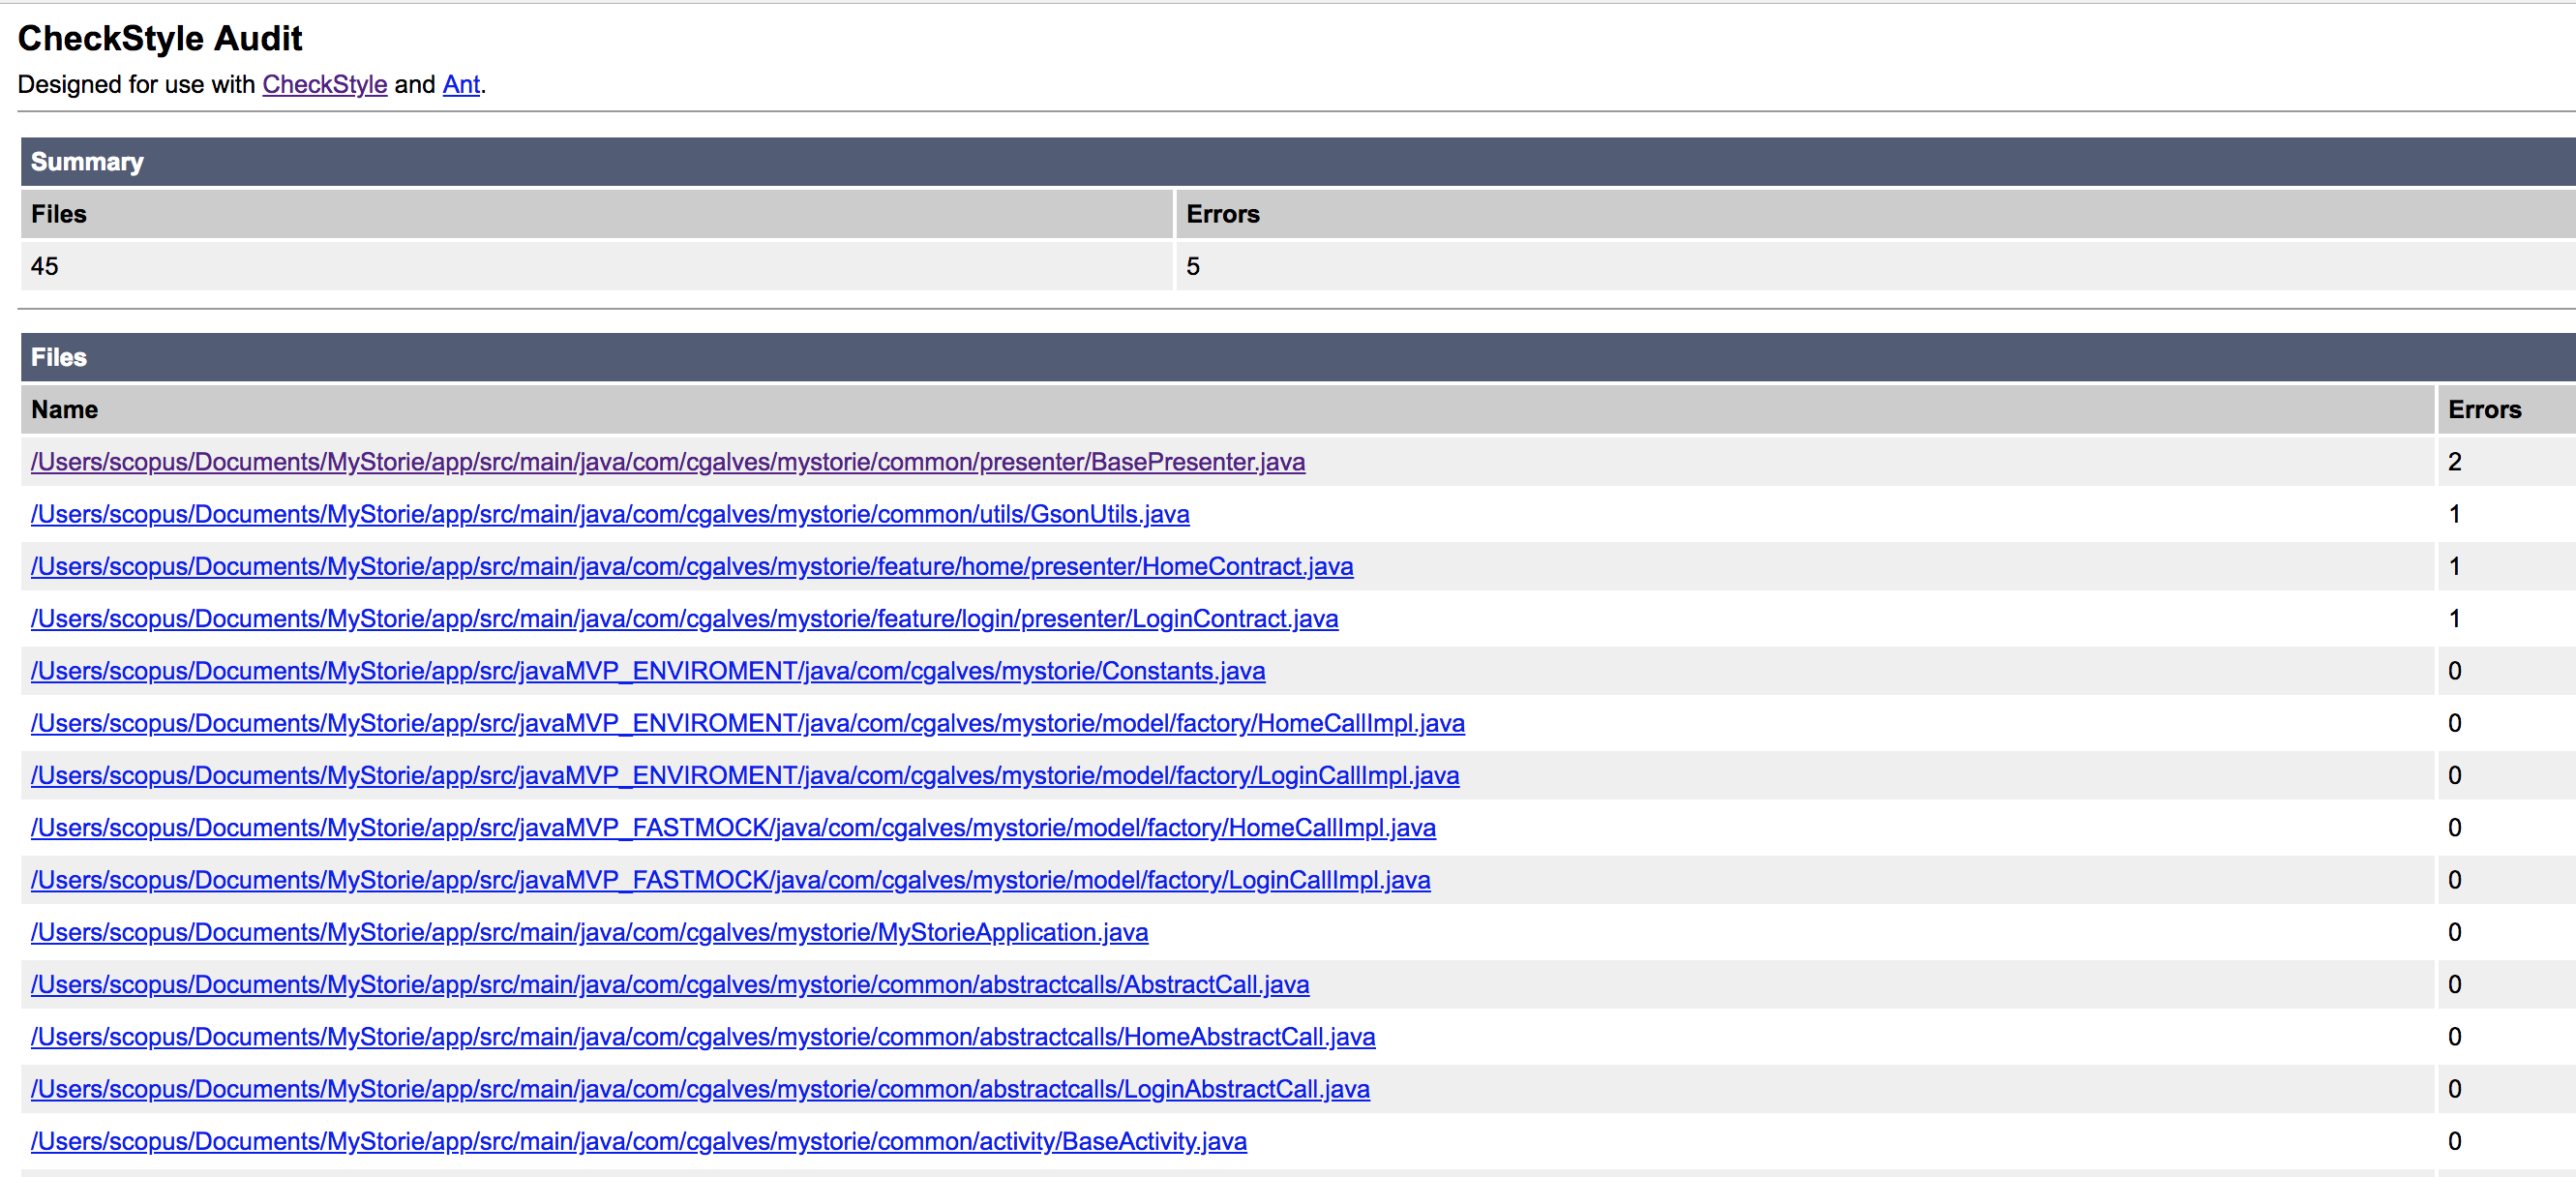 CheckStyle Audit
Designed for use with CheckStyle and Ant.
Summary
Files Errors
45 5
Files
Name Errors
/Users/scopus/Documents/MyStorie/app/src/main/java/com/cgalves/mystorie/common/presenter/BasePresenter.java 2
/Users/scopus/Documents/MyStorie/app/src/main/java/com/cgalves/mystorie/common/utils/GsonUtils.java 1
/Users/scopus/Documents/MyStorie/app/src/main/java/com/cgalves/mystorie/feature/home/presenter/HomeContract.java 1
/Users/scopus/Documents/MyStorie/app/src/main/java/com/cgalves/mystorie/feature/login/presenter/LoginContract.java 1
/Users/scopus/Documents/MyStorie/app/src/javaMVP_ENVIROMENT/java/com/cgalves/mystorie/Constants.java 0
/Users/scopus/Documents/MyStorie/app/src/javaMVP_ENVIROMENT/java/com/cgalves/mystorie/model/factory/HomeCallImpl.java 0
/Users/scopus/Documents/MyStorie/app/src/javaMVP_ENVIROMENT/java/com/cgalves/mystorie/model/factory/LoginCallImpl.java 0
/Users/scopus/Documents/MyStorie/app/src/javaMVP_FASTMOCK/java/com/cgalves/mystorie/model/factory/HomeCallImpl.java 0
/Users/scopus/Documents/MyStorie/app/src/javaMVP_FASTMOCK/java/com/cgalves/mystorie/model/factory/LoginCallImpl.java 0
/Users/scopus/Documents/MyStorie/app/src/main/java/com/cgalves/mystorie/MyStorieApplication.java 0
/Users/scopus/Documents/MyStorie/app/src/main/java/com/cgalves/mystorie/common/abstractcalls/AbstractCall.java 0
/Users/scopus/Documents/MyStorie/app/src/main/java/com/cgalves/mystorie/common/abstractcalls/HomeAbstractCall.java 0
/Users/scopus/Documents/MyStorie/app/src/main/java/com/cgalves/mystorie/common/abstractcalls/LoginAbstractCall.java 0
/Users/scopus/Documents/MyStorie/app/src/main/java/com/cgalves/mystorie/common/activity/BaseActivity.java 0